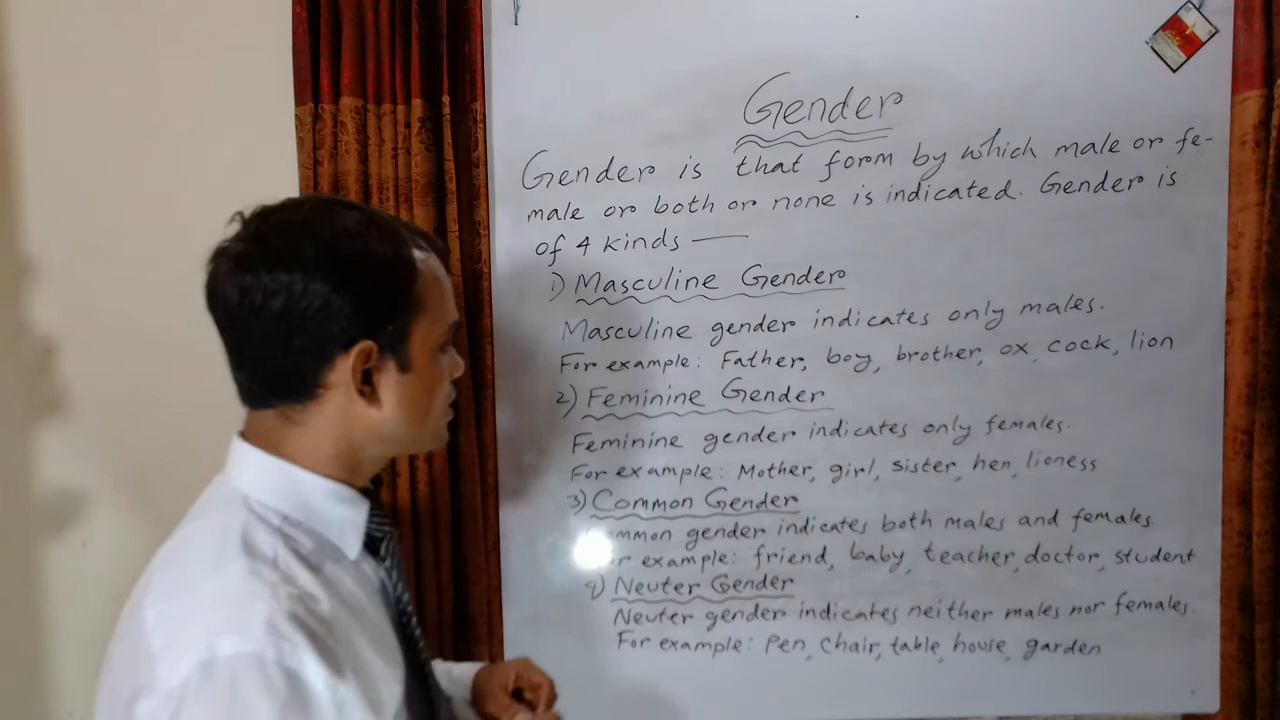 Gender
Gender is that form by which male or fe-
male or both or none is indicated. Gender is
of 4 kinds —
1) Masculine Gender
Masculine gender indicates only males.
For example: Father, boy, brother, ox, cock, lion
2) Feminine Gender
Feminine gender indicates only females.
For example: Mother, girl, sister, hen, lioness
3) Common Gender
gender indicates both males and females.
example: friend, baby, teacher, doctor, student
4) Neuter Gender
Neuter gender indicates neither males nor females.
For example: Pen, chair, table, house, garden